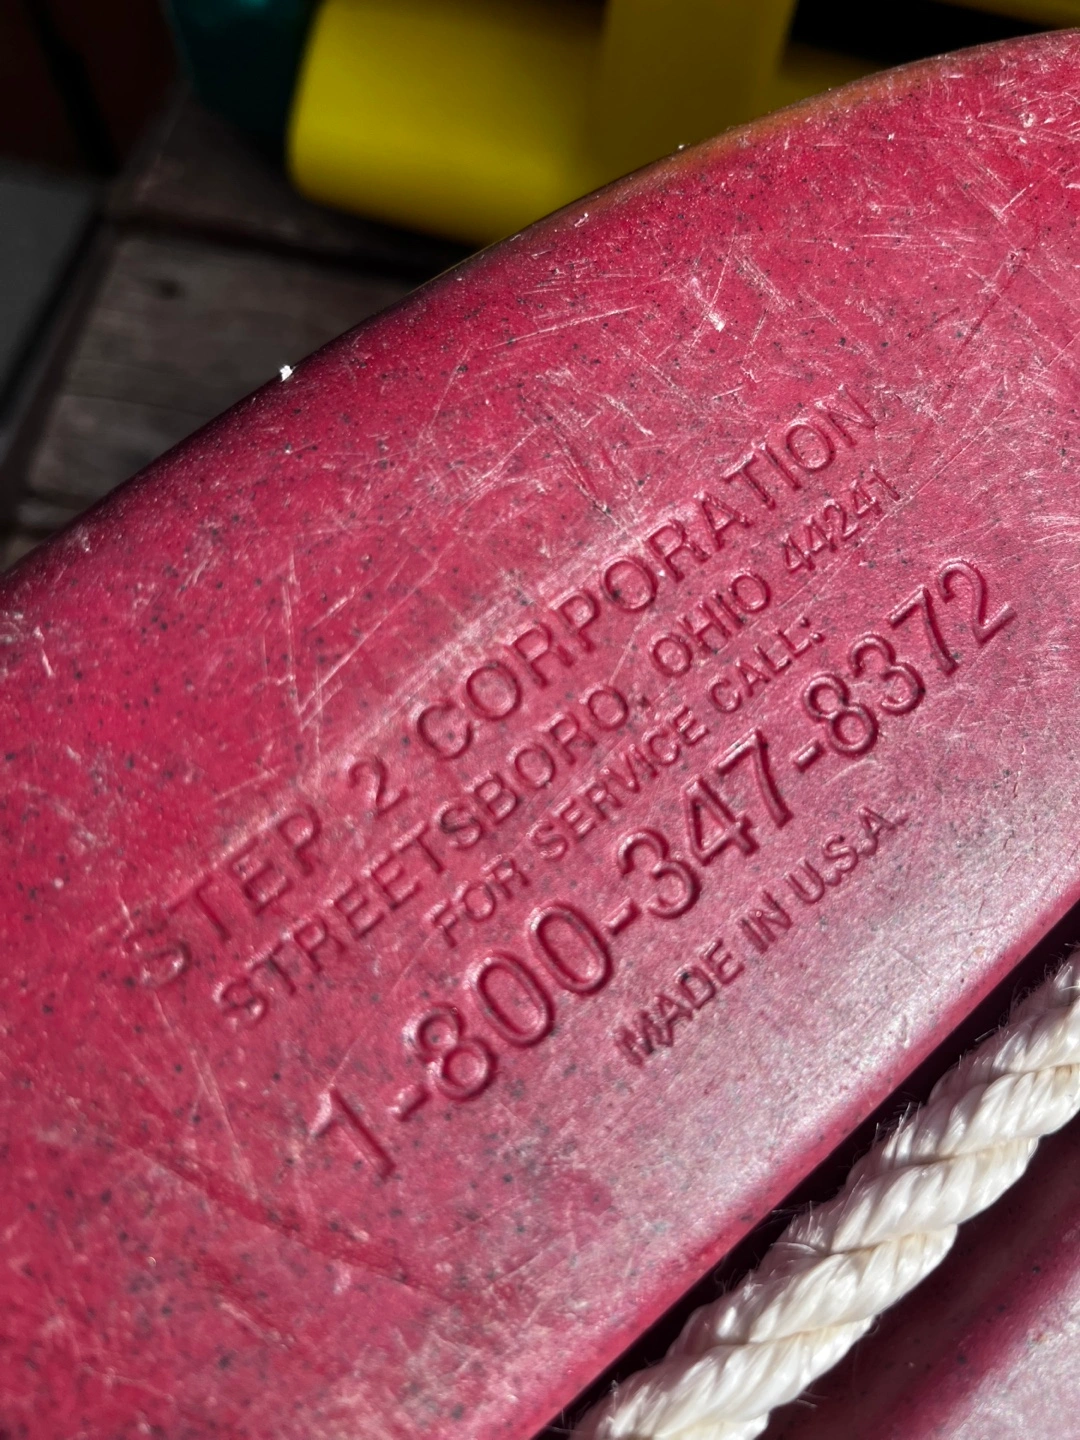 STEP 2 CORPORATION
STREETSBORO, OHIO 44241
FOR SERVICE CALL:
1-800-347-8372
MADE IN U.S.A.